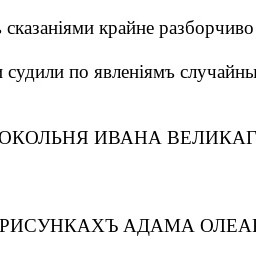 ъ сказаніями крайне разборчиво
и судили по явленіямъ случайны
ОКОЛЬНЯ ИВАНА ВЕЛИКАГ
РИСУНКАХЪ АДАМА ОЛЕА